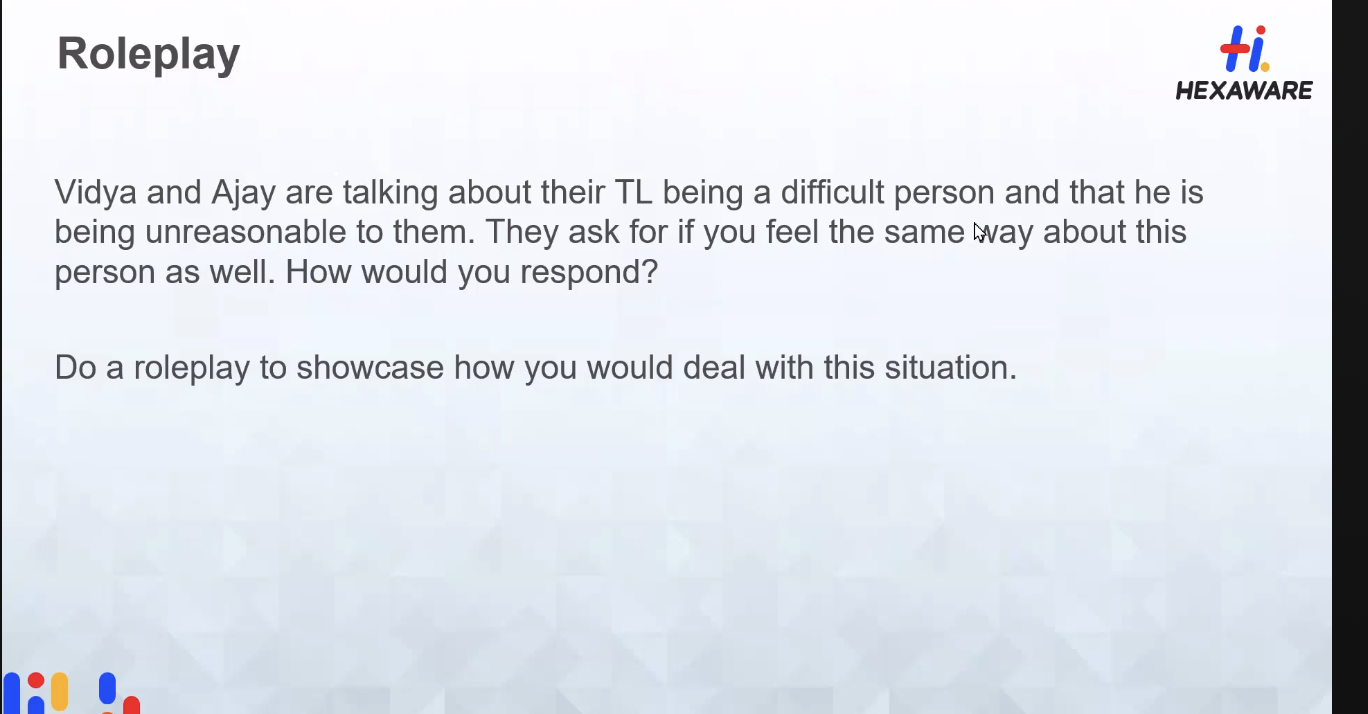 Roleplay
HEXAWARE
Vidya and Ajay are talking about their TL being a difficult person and that he is
being unreasonable to them. They ask for if you feel the same way about this
person as well. How would you respond?
Do a roleplay to showcase how you would deal with this situation.